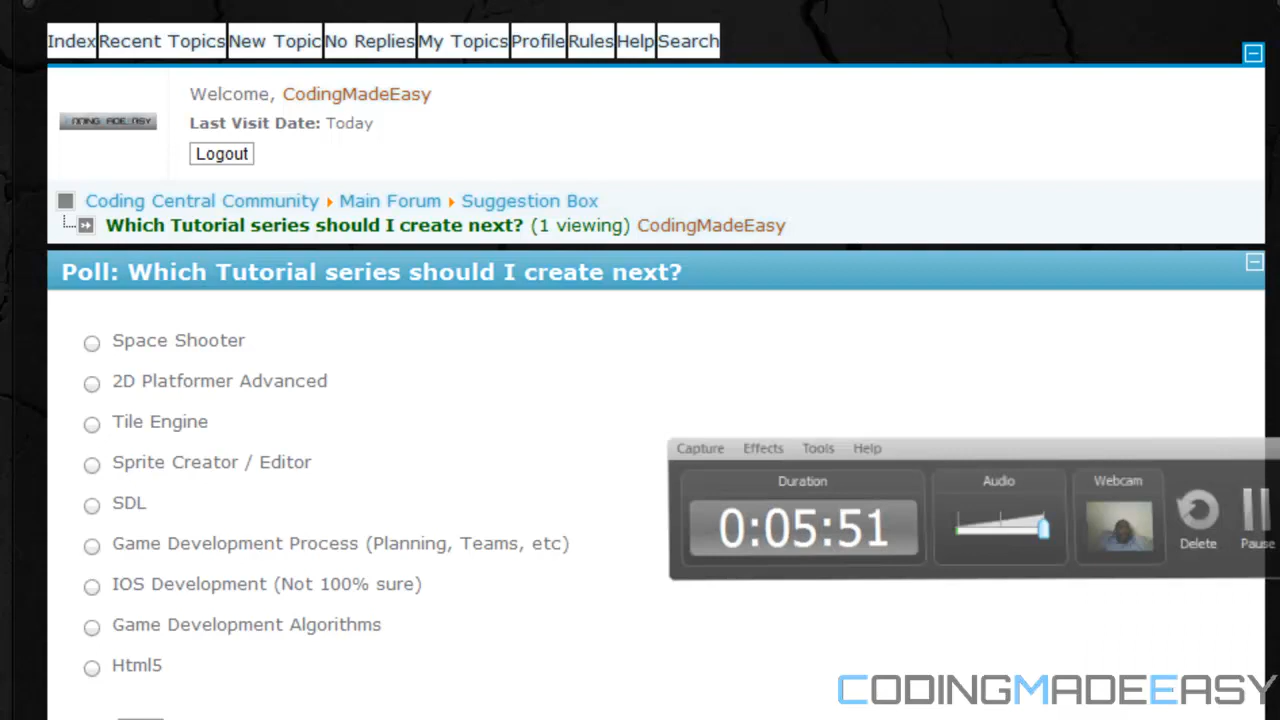 Index Recent Topics New Topic No Replies My Topics Profile Rules Help Search
Welcome, CodingMadeEasy
Last Visit Date: Today
Logout
Coding Central Community Main Forum Suggestion Box
Which Tutorial series should I create next? (1 viewing) CodingMadeEasy
Poll: Which Tutorial series should I create next?
Space Shooter
2D Platformer Advanced
Tile Engine
Sprite Creator / Editor
SDL
Game Development Process (Planning, Teams, etc)
IOS Development (Not 100% sure)
Game Development Algorithms
Html5
Capture Effects Tools Help
Duration Audio Webcam
0:05:51
Delete Pause
CODINGMADEEASY